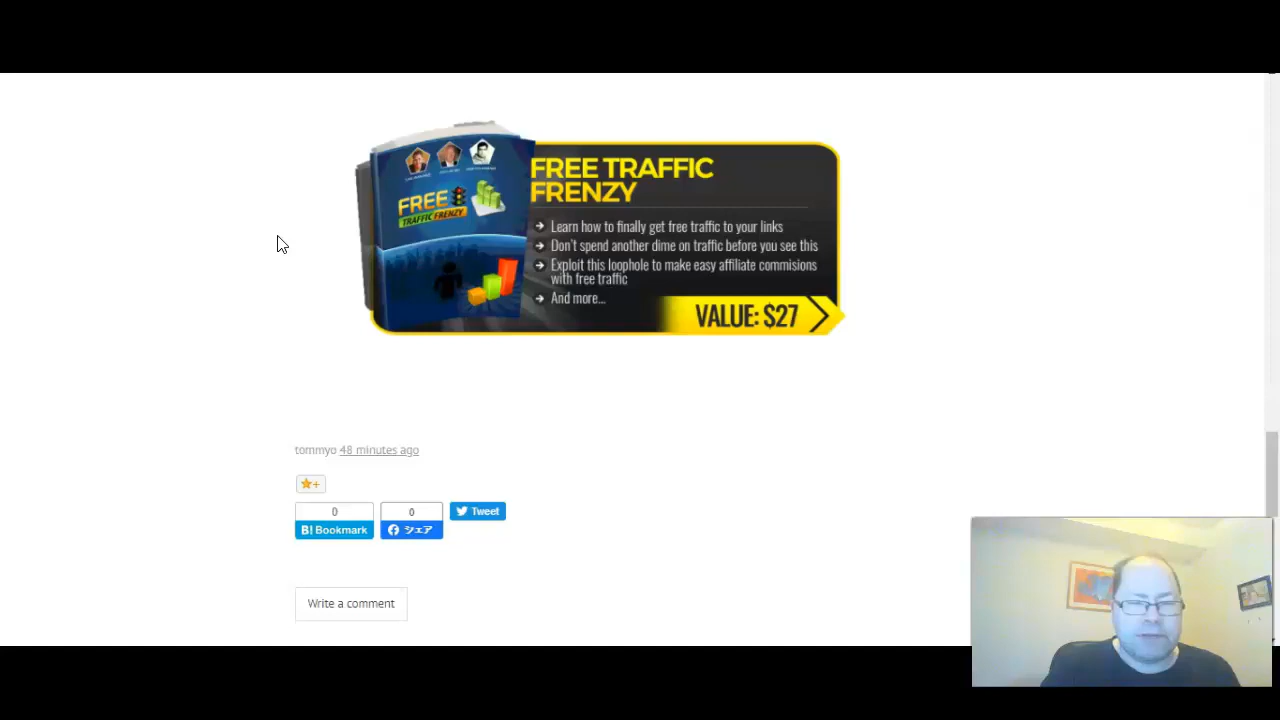 FREE TRAFFIC
FRENZY
FREE
TRAFFIC FRENZY
Learn how to finally get free traffic to your links
Don't spend another dime on traffic before you see this
Exploit this loophole to make easy affiliate commisions
with free traffic
And more...
VALUE: $27
tommyo 48 minutes ago
+
0
0
Tweet
B! Bookmark
シェア
Write a comment